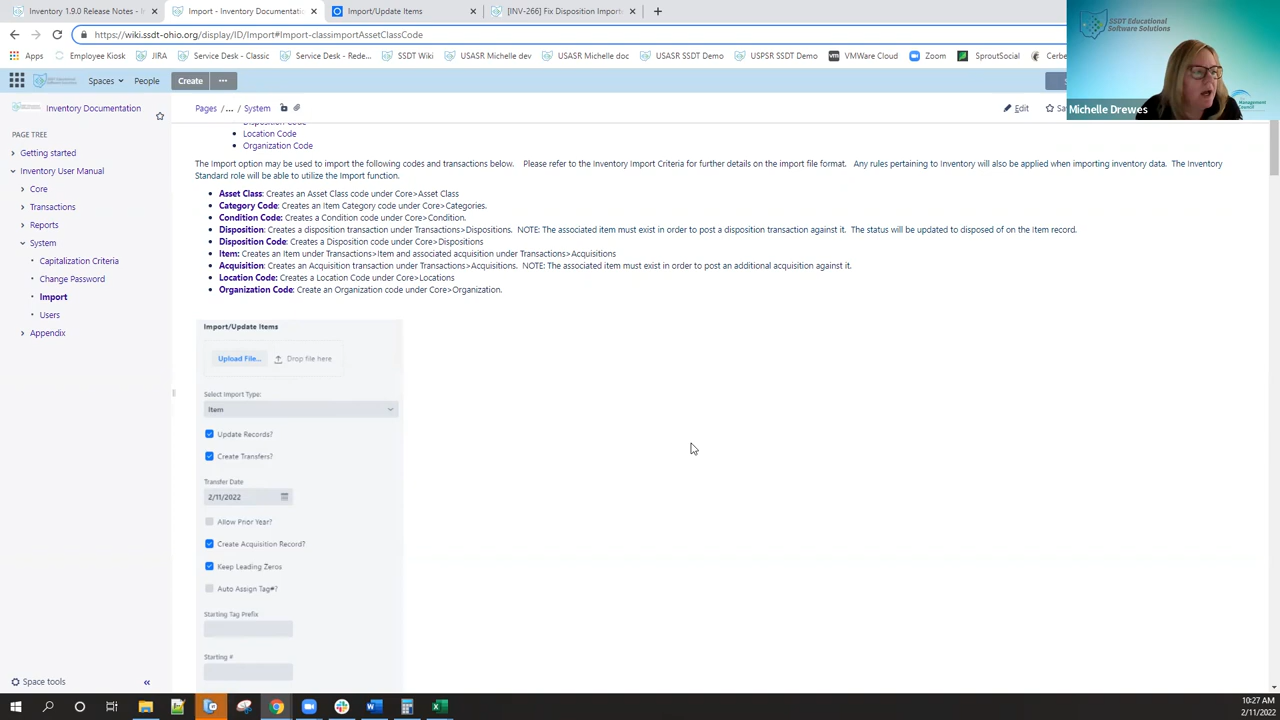 Inventory 1.9.0 Release Notes - I
Import - Inventory Documentatio
Import/Update Items
[INV-266] Fix Disposition Import
https://wiki.ssdt-ohio.org/display/ID/Import#Import-classimportAssetClassCode
Apps Employee Kiosk JIRA Service Desk - Classic Service Desk - Rede... SSDT Wiki USASR Michelle dev USASR Michelle doc USASR SSDT Demo USPSR SSDT Demo VMWare Cloud Zoom SproutSocial Cerbe
SSDT Educational
Software Solutions
Management
Council
Michelle Drewes
Spaces People Create ...
Inventory Documentation
Pages /... / System
Edit
PAGE TREE
Getting started
Inventory User Manual
Core
Transactions
Reports
System
Capitalization Criteria
Change Password
Import
Users
Appendix
Space tools
Disposition Code
Location Code
Organization Code
The Import option may be used to import the following codes and transactions below. Please refer to the Inventory Import Criteria for further details on the import file format. Any rules pertaining to Inventory will also be applied when importing inventory data. The Inventory
Standard role will be able to utilize the Import function.
Asset Class: Creates an Asset Class code under Core>Asset Class
Category Code: Creates an Item Category code under Core>Categories.
Condition Code: Creates a Condition code under Core>Condition.
Disposition: Creates a disposition transaction under Transactions>Dispositions. NOTE: The associated item must exist in order to post a disposition transaction against it. The status will be updated to disposed of on the Item record.
Disposition Code: Creates a Disposition code under Core>Dispositions
Item: Creates an Item under Transactions>Item and associated acquisition under Transactions>Acquisitions
Acquisition: Creates an Acquisition transaction under Transactions>Acquisitions. NOTE: The associated item must exist in order to post an additional acquisition against it.
Location Code: Creates a Location Code under Core>Locations
Organization Code: Create an Organization code under Core>Organization.
Import/Update Items
Upload File... Drop file here
Select Import Type:
Item
Update Records?
Create Transfers?
Transfer Date
2/11/2022
Allow Prior Year?
Create Acquisition Record?
Keep Leading Zeros
Auto Assign Tag#?
Starting Tag Prefix
Starting #
10:27 AM
2/11/2022